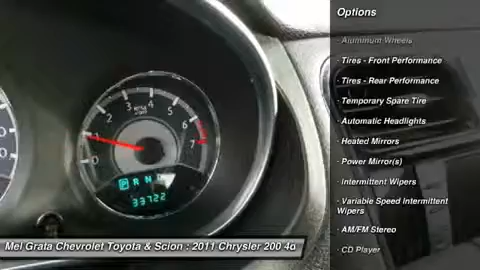 Options
· Aluminum Wheels
· Tires - Front Performance
· Tires - Rear Performance
· Temporary Spare Tire
· Automatic Headlights
· Heated Mirrors
· Power Mirror(s)
· Intermittent Wipers
· Variable Speed Intermittent
Wipers
· AM/FM Stereo
· CD Player
0 1 2 3 4 5 6 7
P R N
33722
Mel Grata Chevrolet Toyota & Scion : 2011 Chrysler 200 4d